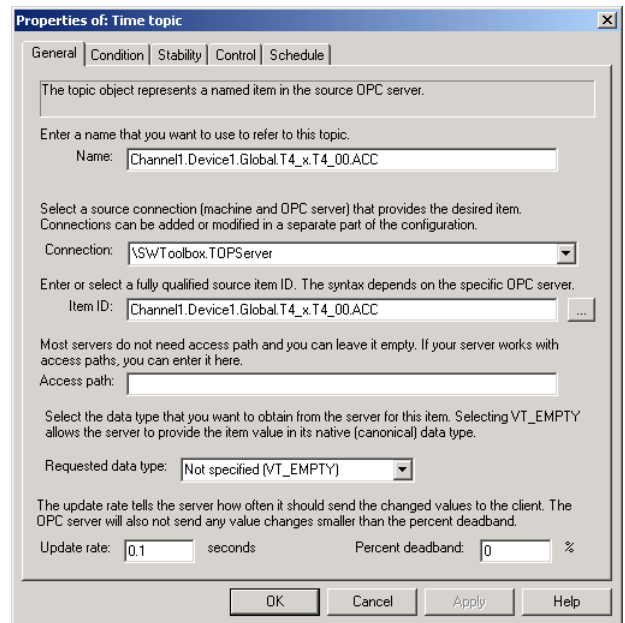 Properties of: Time topic
General Condition Stability Control Schedule
The topic object represents a named item in the source OPC server.
Enter a name that you want to use to refer to this topic.
Name: Channel1.Device1.Global.T4_x.T4_00.ACC
Select a source connection (machine and OPC server) that provides the desired item.
Connections can be added or modified in a separate part of the configuration.
Connection: \SWToolbox.TOPServer
Enter or select a fully qualified source item ID. The syntax depends on the specific OPC server.
Item ID: Channel1.Device1.Global.T4_x.T4_00.ACC ...
Most servers do not need access path and you can leave it empty. If your server works with
access paths, you can enter it here.
Access path:
Select the data type that you want to obtain from the server for this item. Selecting VT_EMPTY
allows the server to provide the item value in its native (canonical) data type.
Requested data type: Not specified (VT_EMPTY)
The update rate tells the server how often it should send the changed values to the client. The
OPC server will also not send any value changes smaller than the percent deadband.
Update rate: 0.1 seconds Percent deadband: 0 %
OK Cancel Apply Help